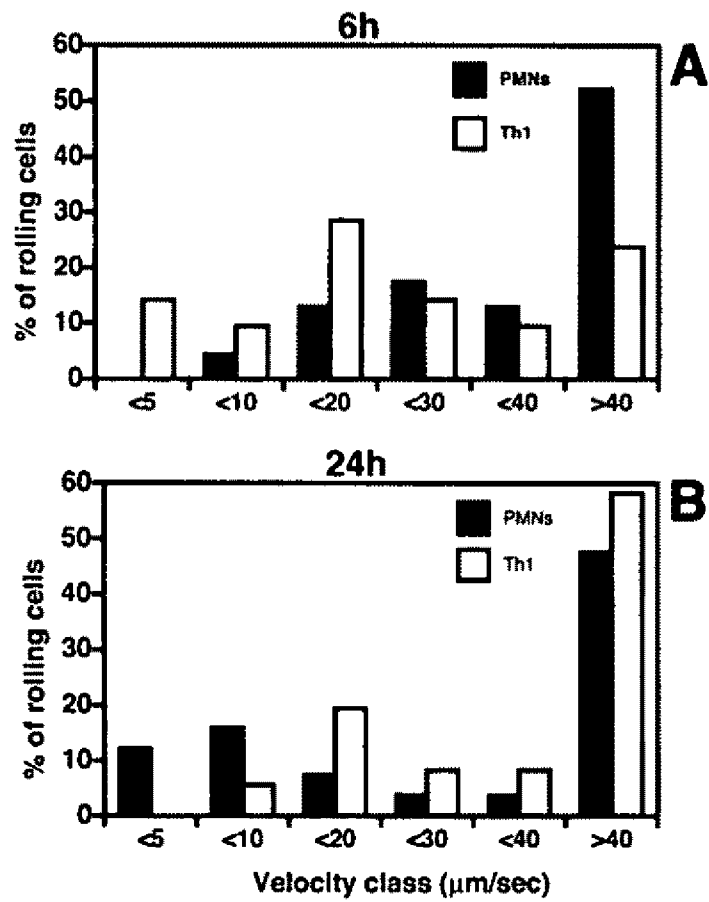 6h
A
60
50
40
30
20
10
0
% of rolling cells
PMNs
Th1
<5 <10 <20 <30 <40 >40
24h
B
60
50
40
30
20
10
0
% of rolling cells
PMNs
Th1
<5 <10 <20 <30 <40 >40
Velocity class (μm/sec)